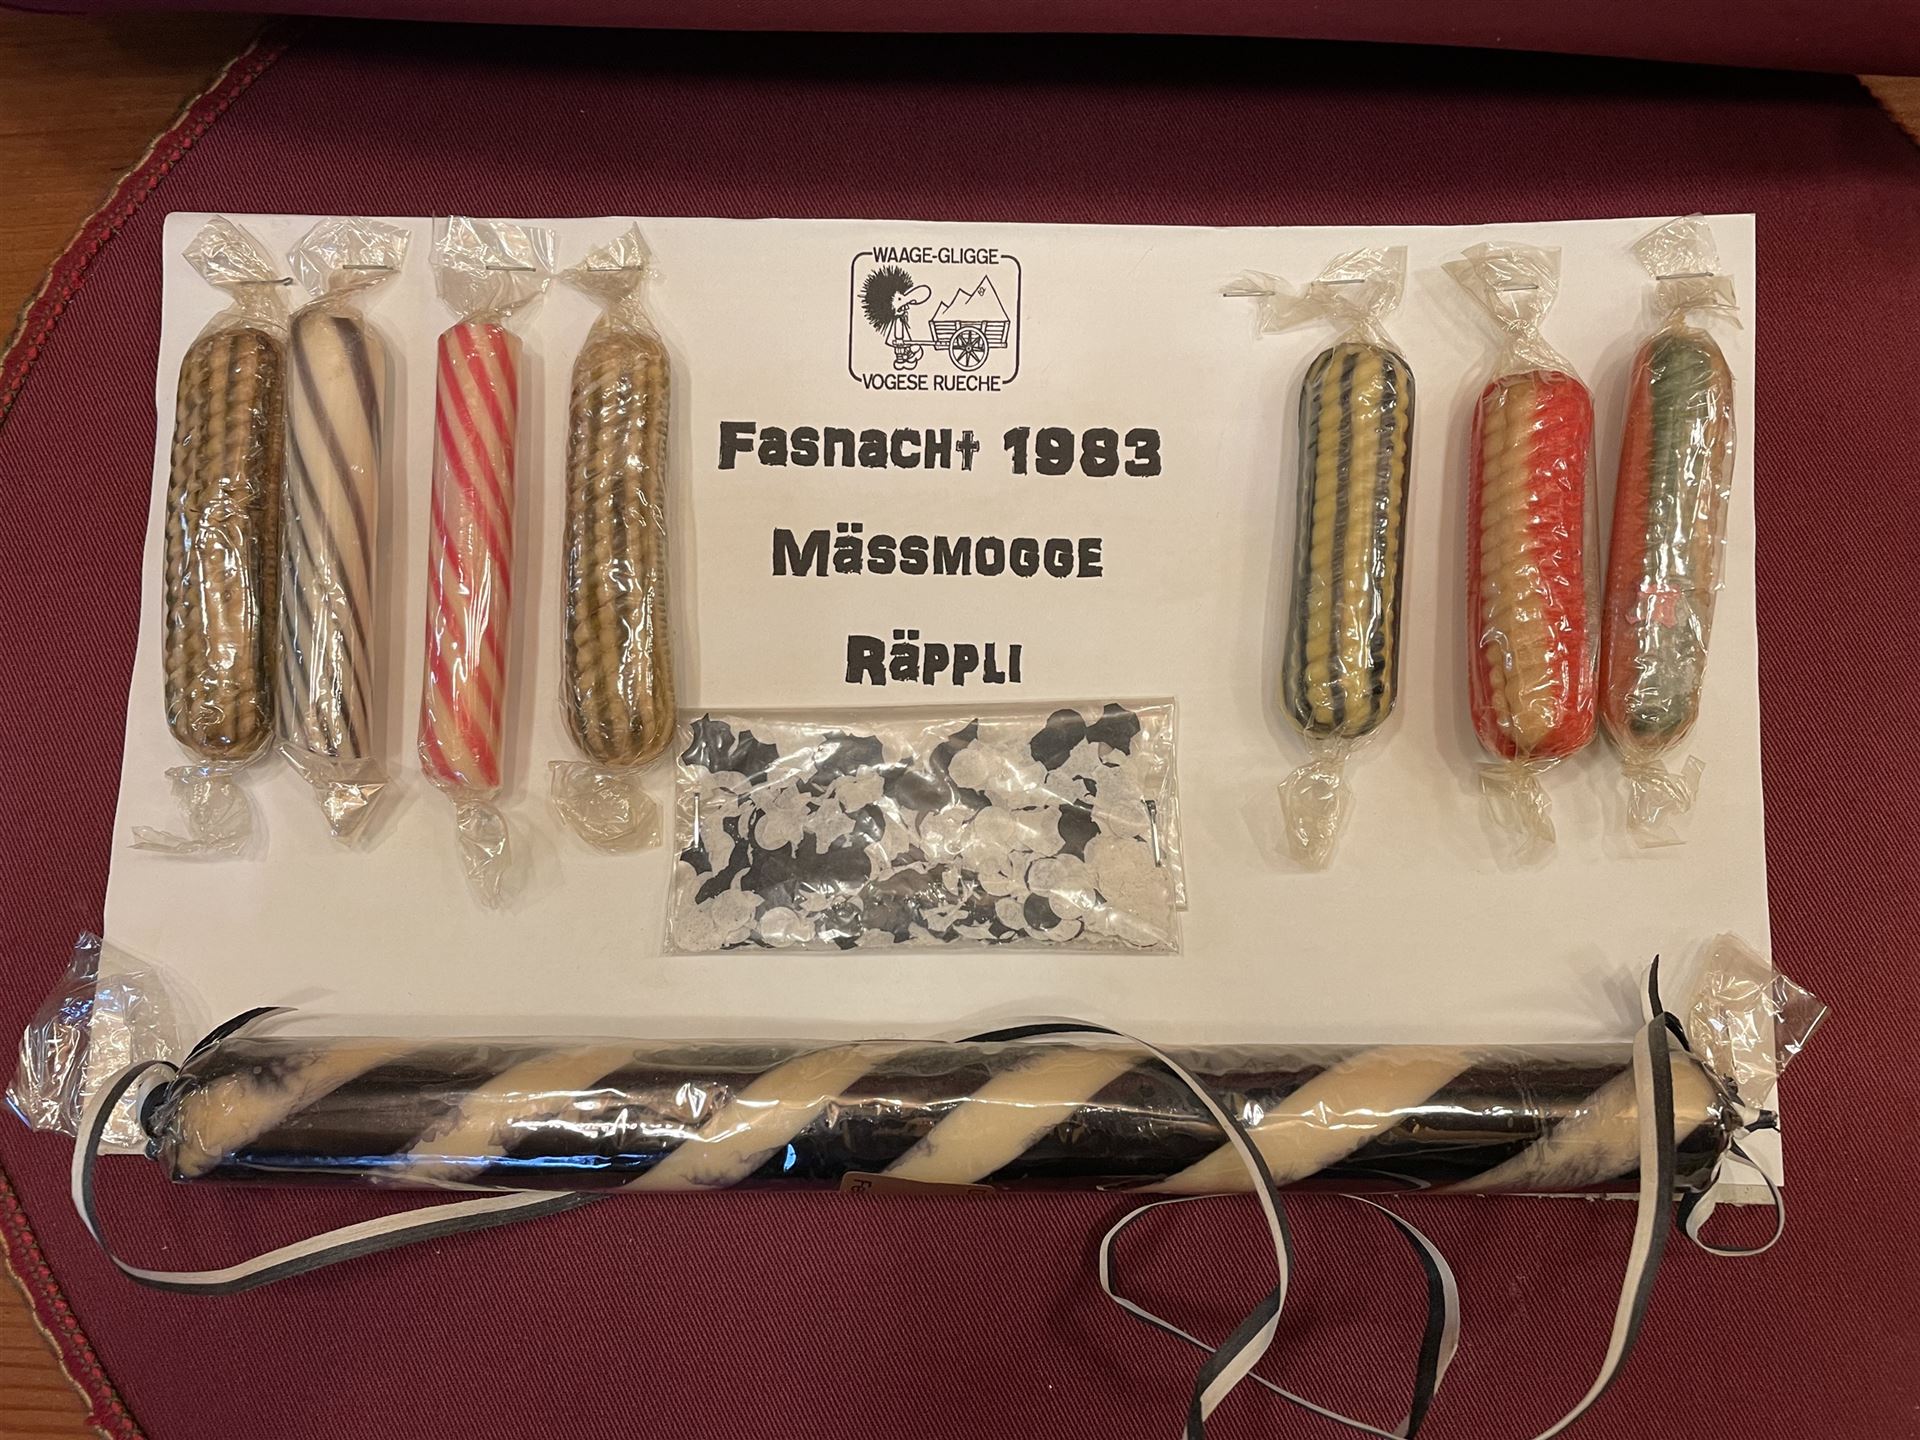 WAAGE-GLIGGE
VOGESE RUECHE
Fasnacht 1983
Mässmogge
Räppli